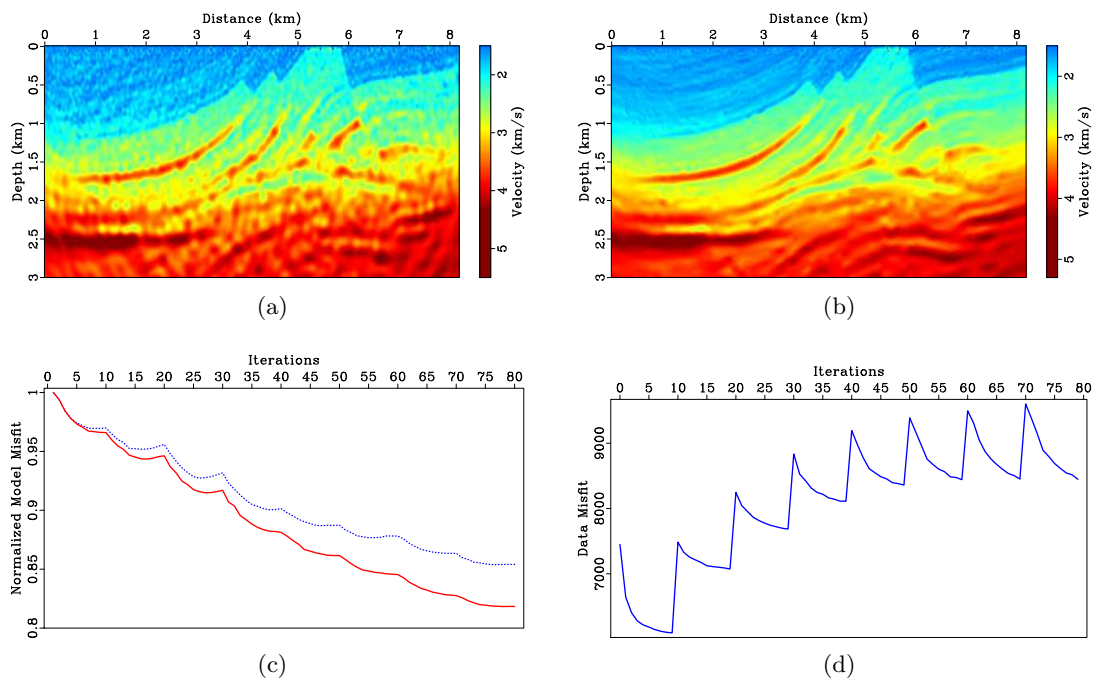 Distance (km)
0 1 2 3 4 5 6 7 8
Depth (km)
0 0.5 1 1.5 2 2.5 3
2 3 4 5
Velocity (km/s)
(a)
Distance (km)
0 1 2 3 4 5 6 7 8
Depth (km)
0 0.5 1 1.5 2 2.5 3
2 3 4 5
Velocity (km/s)
(b)
Iterations
0 5 10 15 20 25 30 35 40 45 50 55 60 65 70 75 80
Normalized Model Misfit
1 0.95 0.9 0.85 0.8
(c)
Iterations
0 5 10 15 20 25 30 35 40 45 50 55 60 65 70 75 80
Data Misfit
9000 8000 7000
(d)